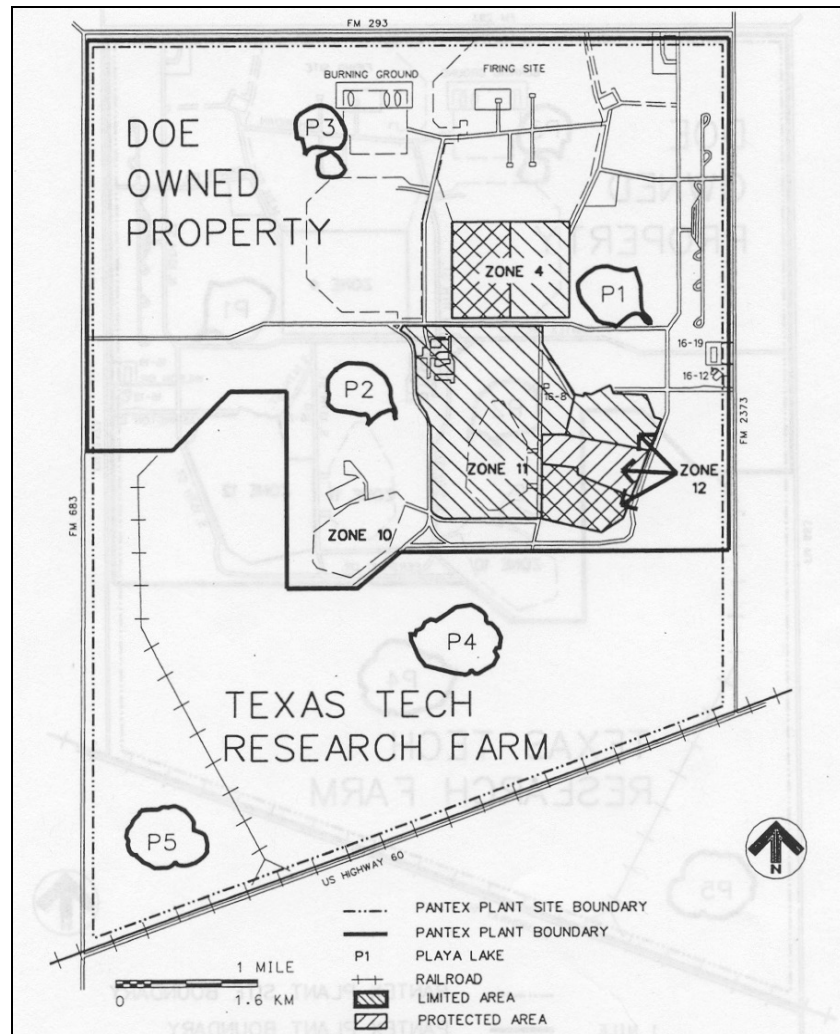 FM 293
BURNING GROUND
FIRING SITE
P3
DOE
OWNED
PROPERTY
ZONE 4
P1
16-19
16-12
P2
16-8
ZONE 11
ZONE
12
FM 2373
FM 683
ZONE 10
P4
TEXAS TECH
RESEARCH FARM
P5
US HIGHWAY 60
N
PANTEX PLANT SITE BOUNDARY
PANTEX PLANT BOUNDARY
P1 PLAYA LAKE
RAILROAD
LIMITED AREA
PROTECTED AREA
1 MILE
0 1.6 KM